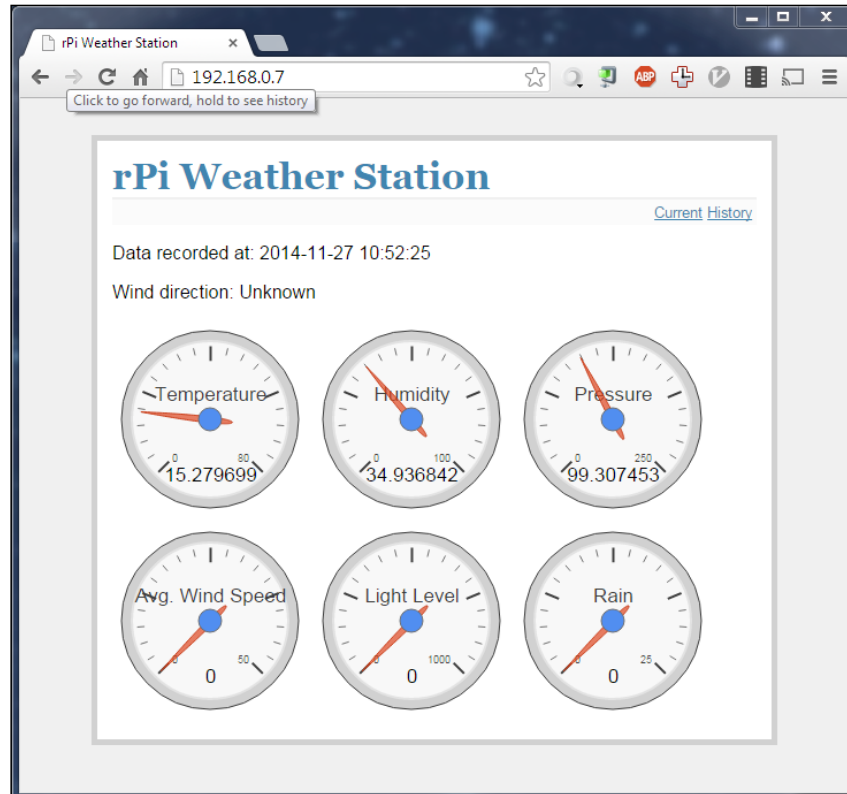 rPi Weather Station
192.168.0.7
ABP
Click to go forward, hold to see history
rPi Weather Station
Current History
Data recorded at: 2014-11-27 10:52:25
Wind direction: Unknown
Temperature
0 80
15.279699
Humidity
0 100
34.936842
Pressure
0 250
99.307453
Avg. Wind Speed
0 50
0
Light Level
0 1000
0
Rain
0 25
0